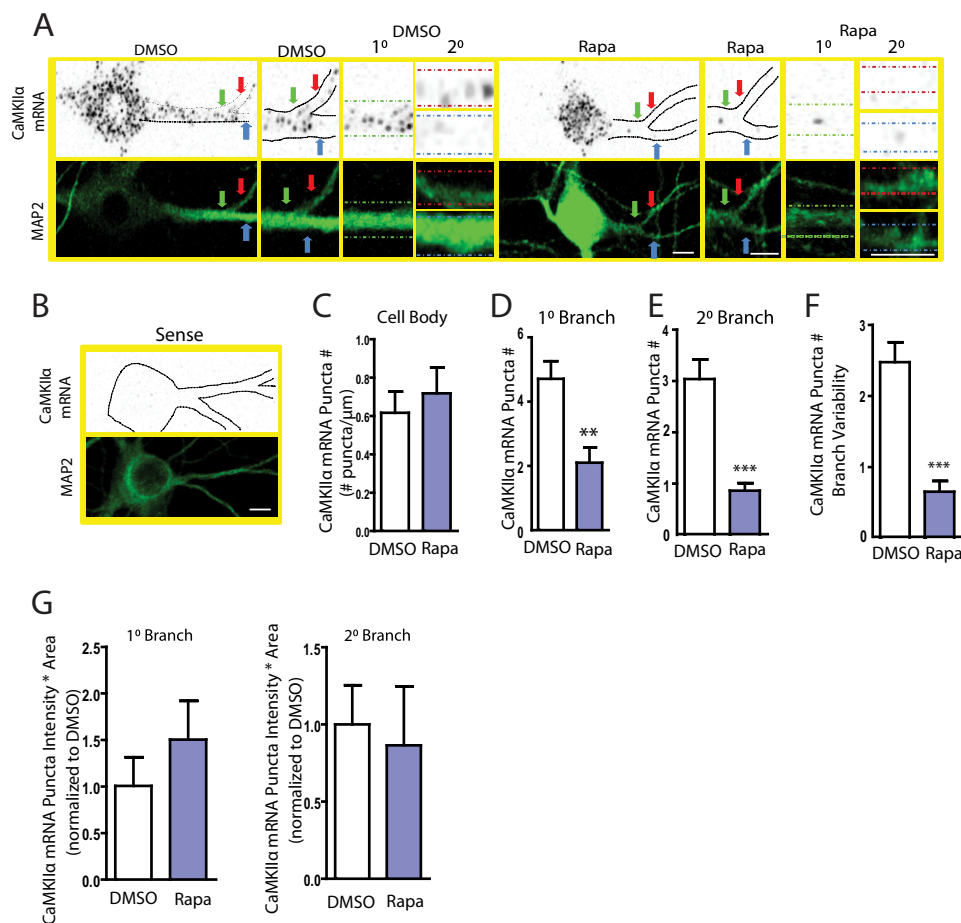 A
DMSO
DMSO
DMSO
1º 2º
Rapa
Rapa
Rapa
1º 2º
CaMKIIα
mRNA
MAP2
B
Sense
CaMKIIα
mRNA
MAP2
C
Cell Body
CaMKIIα mRNA Puncta #
(# puncta/µm)
1.0
0.8
0.6
0.4
0.2
0.0
DMSO Rapa
D
1º Branch
CaMKIIα mRNA Puncta #
6
4
2
0
**
DMSO Rapa
E
2º Branch
CaMKIIα mRNA Puncta #
4
3
2
1
0
***
DMSO Rapa
F
CaMKIIα mRNA Puncta #
Branch Variability
3
2
1
0
***
DMSO Rapa
G
1º Branch
CaMKIIα mRNA Puncta Intensity * Area
(normalized to DMSO)
2.5
2.0
1.5
1.0
0.5
0.0
DMSO Rapa
2º Branch
CaMKIIα mRNA Puncta Intensity * Area
(normalized to DMSO)
1.5
1.0
0.5
0.0
DMSO Rapa